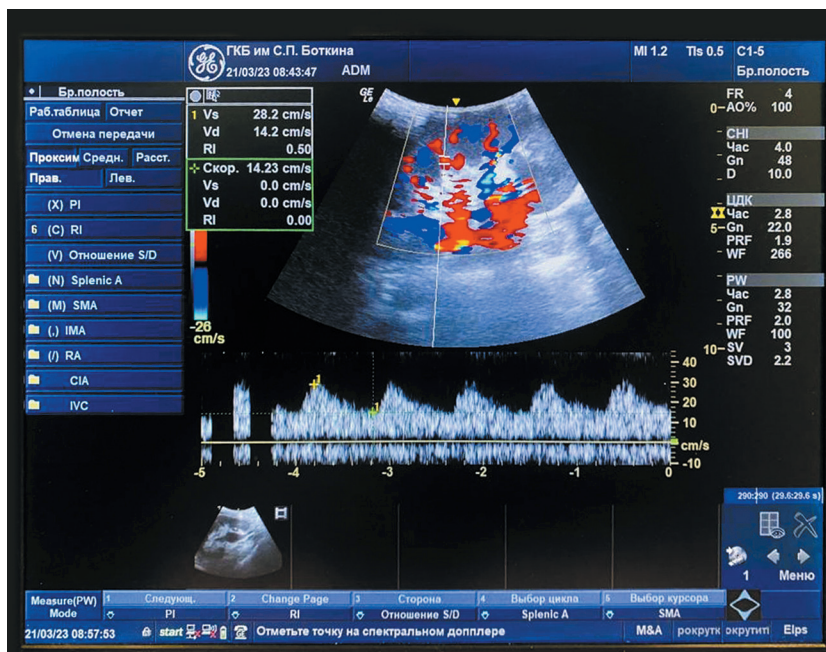 ГКБ им С.П. Боткина
21/03/23 08:43:47 ADM
MI 1.2 TIs 0.5 C1-5
Бр.полость
Бр.полость
Раб.таблица Отчет
Отмена передачи
Проксим Средн. Расст.
Прав. Лев.
(X) PI
6 (C) RI
(V) Отношение S/D
(N) Splenic A
(M) SMA
(,) IMA
(/) RA
CIA
IVC
1 Vs 28.2 cm/s
Vd 14.2 cm/s
RI 0.50
Скор. 14.23 cm/s
Vs 0.0 cm/s
Vd 0.0 cm/s
RI 0.00
-26
cm/s
GE
0
5
10
FR 4
AO% 100
CHI
Час 4.0
Gn 48
D 10.0
ЦДК
Час 2.8
Gn 22.0
PRF 1.9
WF 266
PW
Час 2.8
Gn 32
PRF 2.0
WF 100
SV 3
SVD 2.2
1
1
40
30
20
10
cm/s
-10
-5 -4 -3 -2 -1 0
290:290 (29.6:29.6 s)
1 Меню
Measure(PW) Mode
1 Следующ. 2 Change Page 3 Сторона 4 Выбор цикла 5 Выбор курсора
PI RI Отношение S/D Splenic A SMA
21/03/23 08:57:53 start Отметьте точку на спектральном допплере M&A рокрутк окрутит Elps